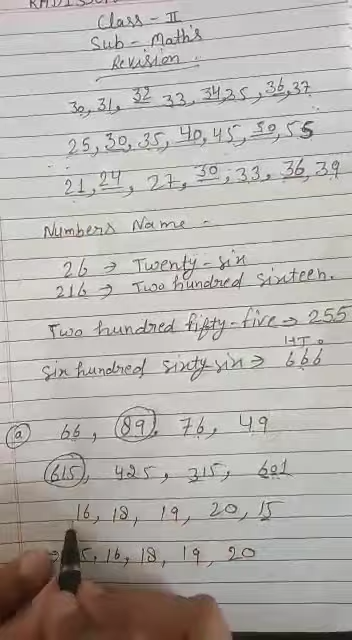 Class - II
Sub - Maths
Revision :
30, 31, 32 33, 34, 35, 36, 37
25, 30, 35, 40, 45, 50, 55
21, 24, 27, 30, 33, 36, 39
Numbers Name -
26 → Twenty-six
216 → Two hundred sixteen.
Two hundred fifty-five → 255
H T O
six hundred sixty-six → 666
(a) 66, 89, 76, 49
615, 425, 315, 601
16, 18, 19, 20, 15
5, 16, 18, 19, 20